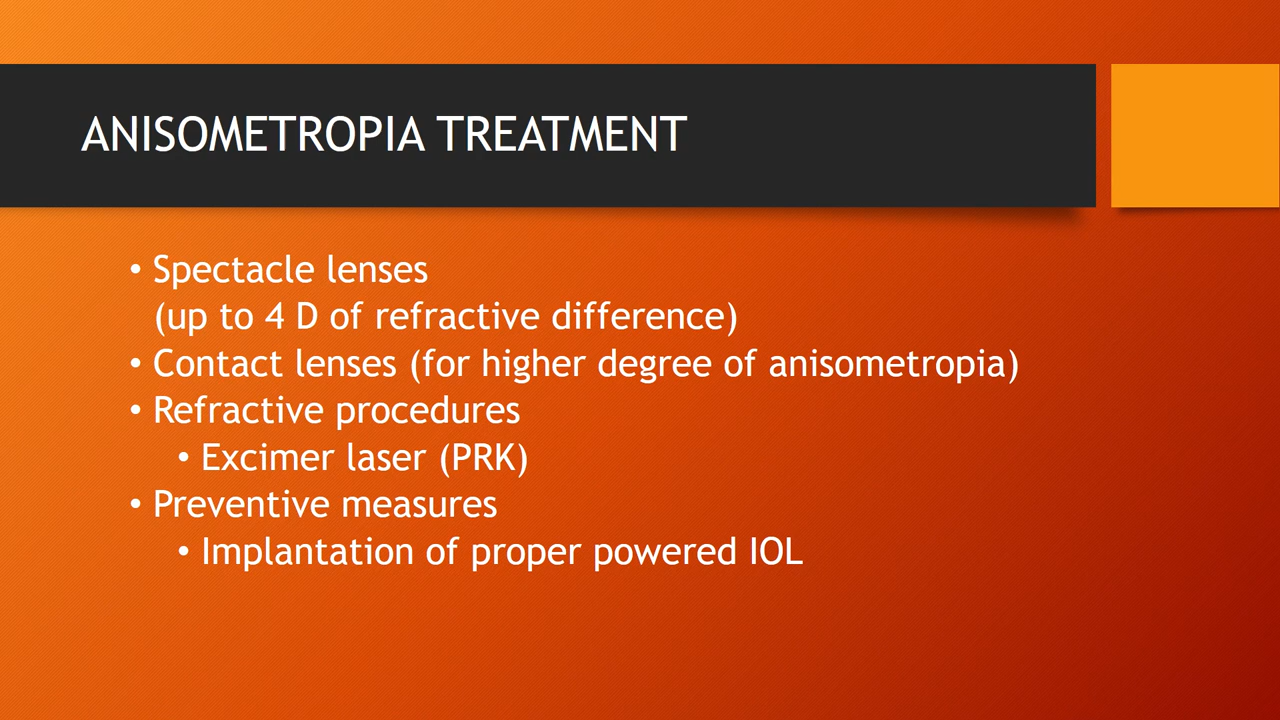 ANISOMETROPIA TREATMENT
• Spectacle lenses
(up to 4 D of refractive difference)
• Contact lenses (for higher degree of anisometropia)
• Refractive procedures
• Excimer laser (PRK)
• Preventive measures
• Implantation of proper powered IOL